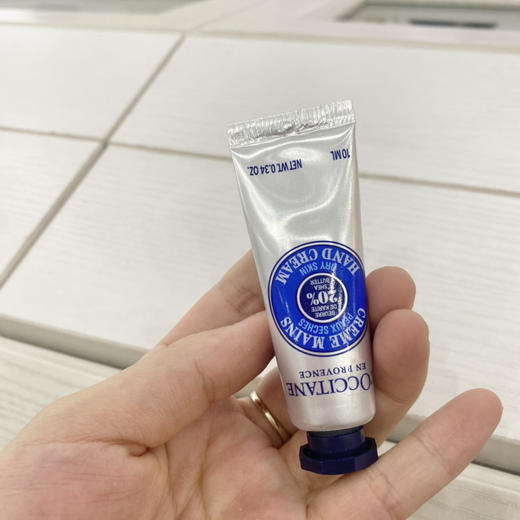 L'OCCITANE
EN PROVENCE
CRÈME MAINS
PEAUX SÈCHES
BEURRE
DE KARITÉ
20%
SHEA
BUTTER
DRY SKIN
HAND CREAM
10 ML
NET WT. 0.34 OZ.